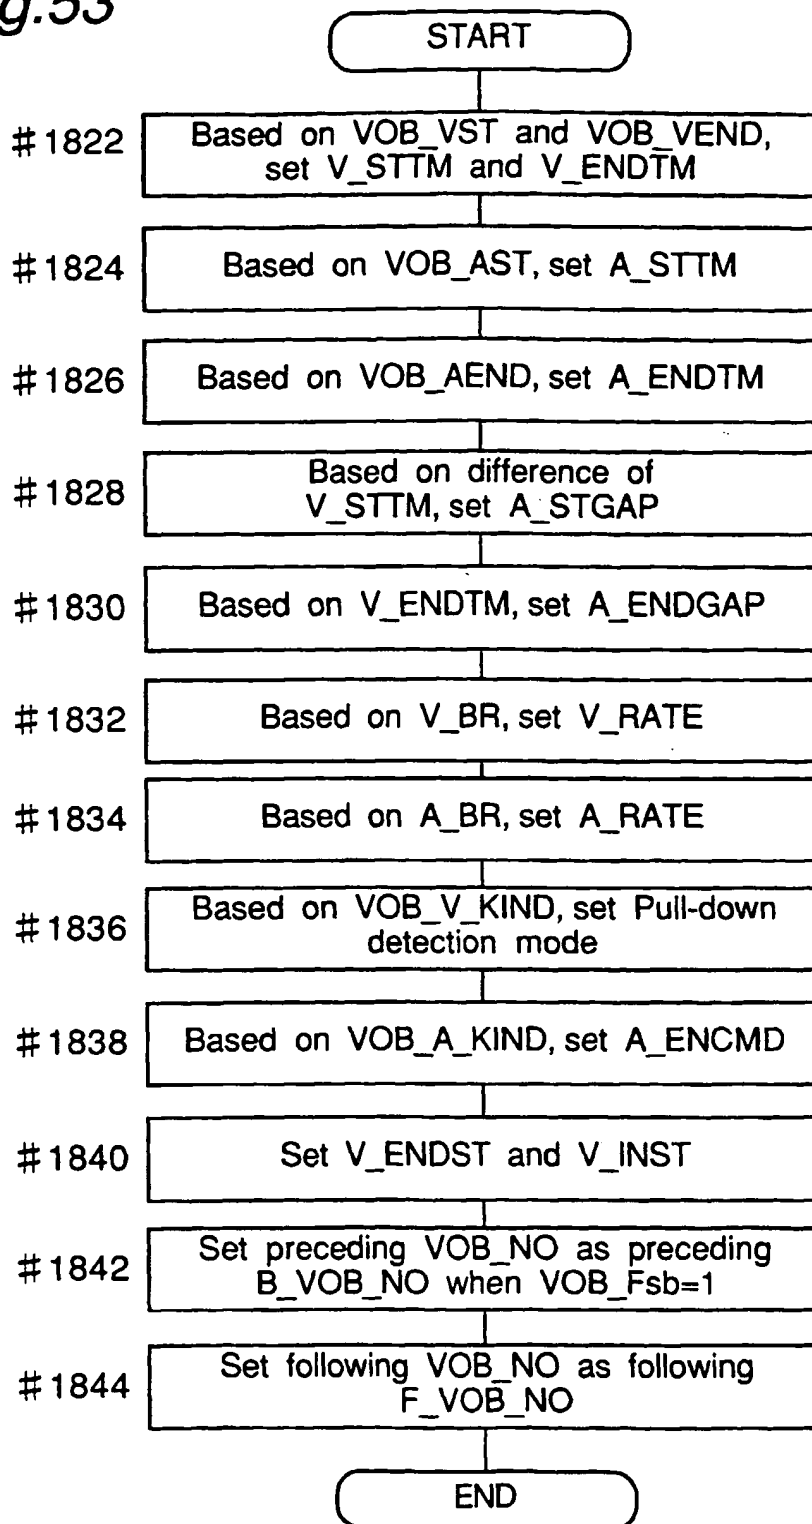 g.53
START
#1822
Based on VOB_VST and VOB_VEND,
set V_STTM and V_ENDTM
#1824
Based on VOB_AST, set A_STTM
#1826
Based on VOB_AEND, set A_ENDTM
#1828
Based on difference of
V_STTM, set A_STGAP
#1830
Based on V_ENDTM, set A_ENDGAP
#1832
Based on V_BR, set V_RATE
#1834
Based on A_BR, set A_RATE
#1836
Based on VOB_V_KIND, set Pull-down
detection mode
#1838
Based on VOB_A_KIND, set A_ENCMD
#1840
Set V_ENDST and V_INST
#1842
Set preceding VOB_NO as preceding
B_VOB_NO when VOB_Fsb=1
#1844
Set following VOB_NO as following
F_VOB_NO
END